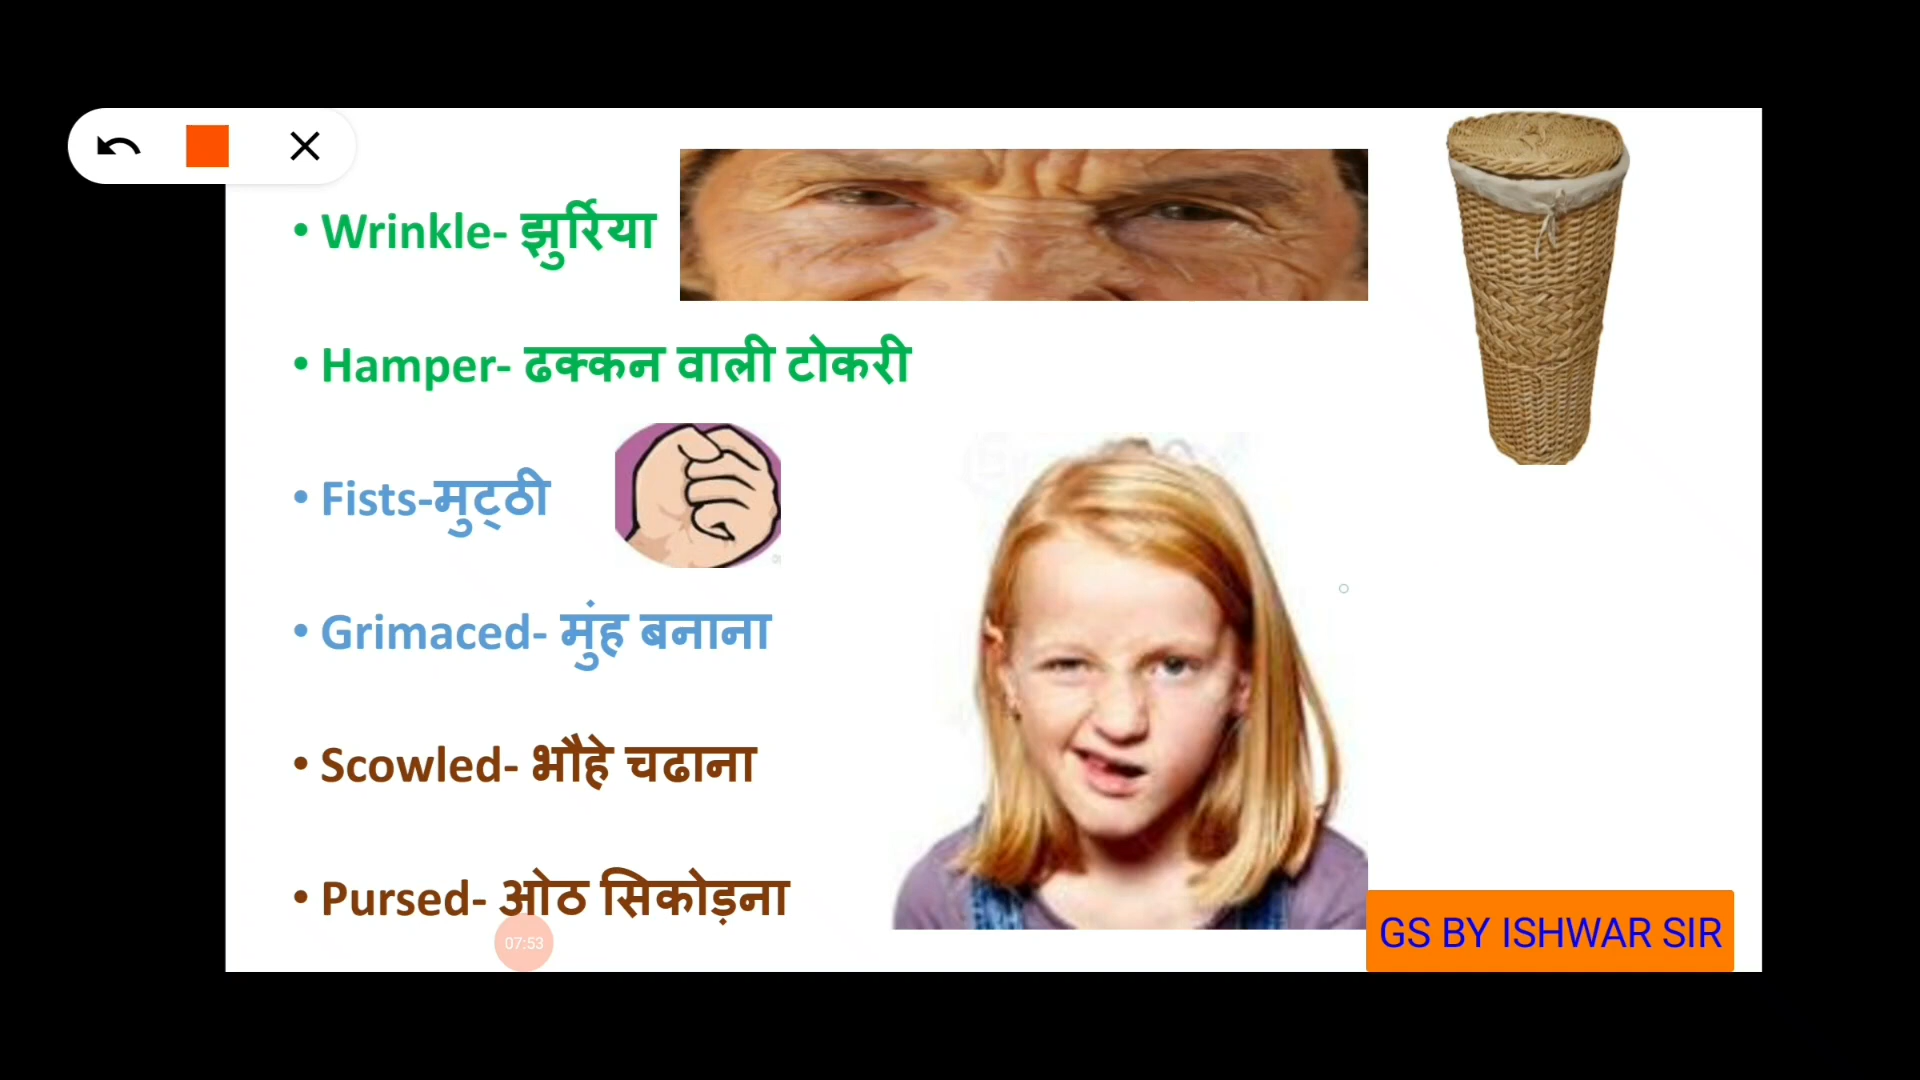 • Wrinkle- झुर्रिया
• Hamper- ढक्कन वाली टोकरी
• Fists-मुट्ठी
• Grimaced- मुंह बनाना
• Scowled- भौहे चढाना
• Pursed- ओठ सिकोड़ना
07:53
GS BY ISHWAR SIR